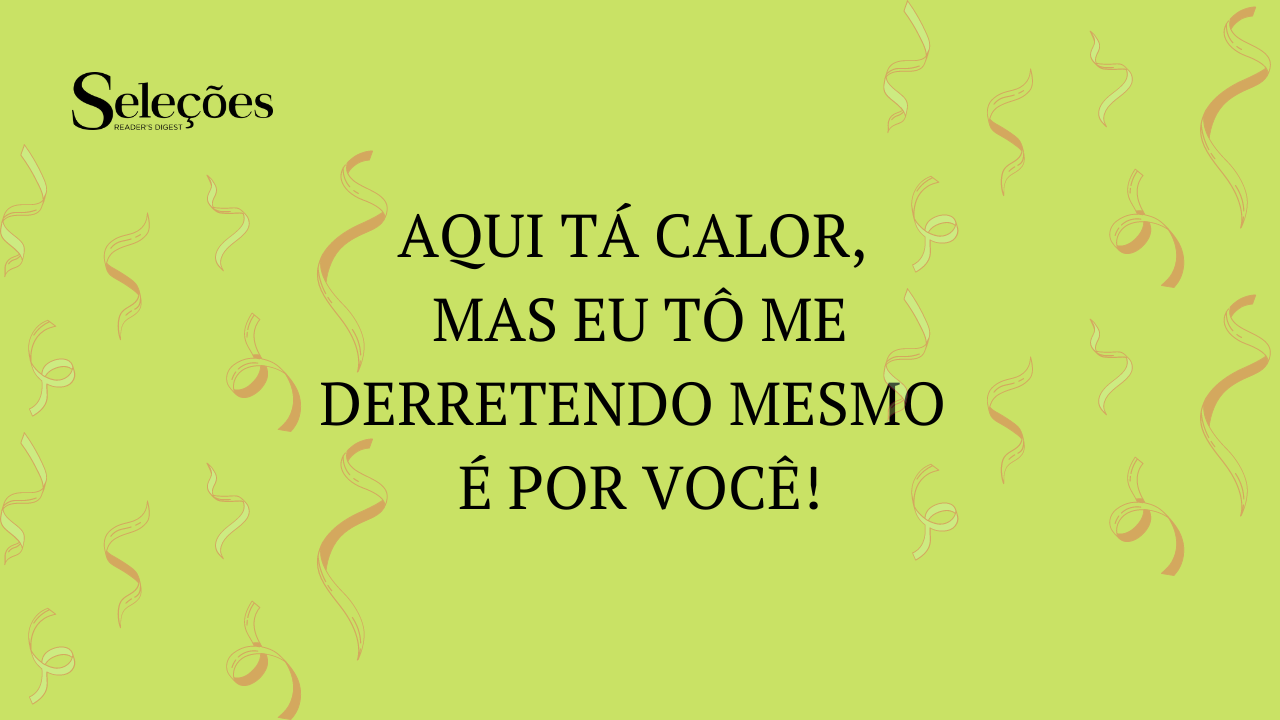 Seleções
READER'S DIGEST
AQUI TÁ CALOR,
MAS EU TÔ ME
DERRETENDO MESMO
É POR VOCÊ!